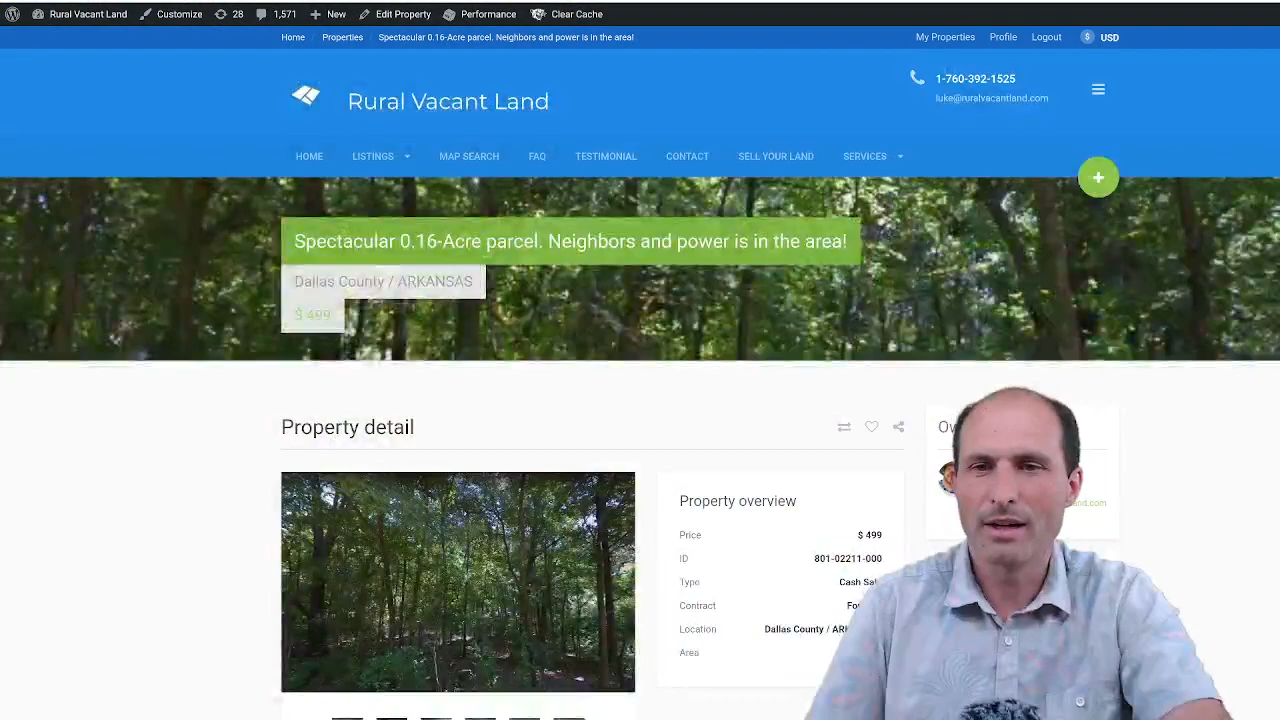 Rural Vacant Land Customize 28 1,571 New Edit Property Performance Clear Cache
Home Properties Spectacular 0.16-Acre parcel. Neighbors and power is in the area! My Properties Profile Logout $ USD
Rural Vacant Land
1-760-392-1525
luke@ruralvacantland.com
HOME LISTINGS MAP SEARCH FAQ TESTIMONIAL CONTACT SELL YOUR LAND SERVICES
Spectacular 0.16-Acre parcel. Neighbors and power is in the area!
Dallas County / ARKANSAS
$ 499
Property detail
Property overview
Price $ 499
ID 801-02211-000
Type Cash
Contract
Location Dallas County /
Area